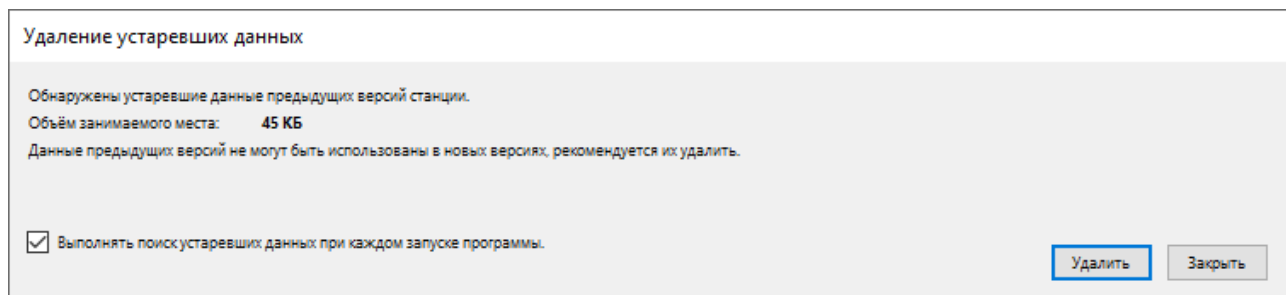 Удаление устаревших данных
Обнаружены устаревшие данные предыдущих версий станции.
Объём занимаемого места: 45 КБ
Данные предыдущих версий не могут быть использованы в новых версиях, рекомендуется их удалить.
Выполнять поиск устаревших данных при каждом запуске программы.
Удалить Закрыть